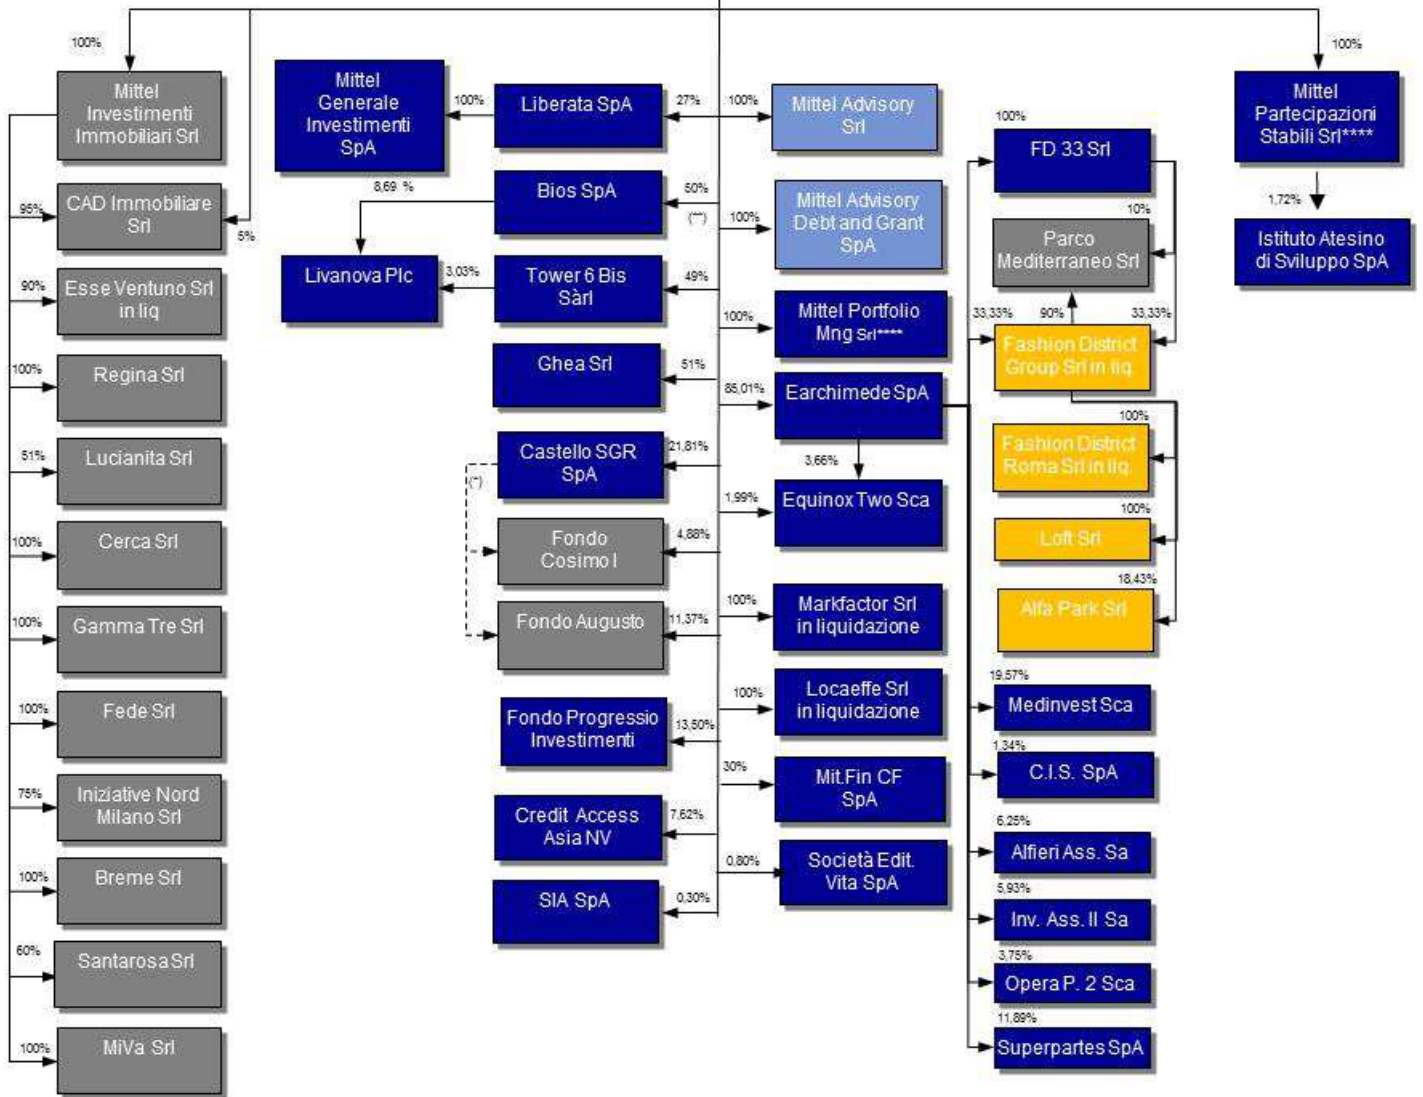 100%
Mittel
Investimenti
Immobiliari Srl
95%
CAD Immobiliare
Srl
5%
90%
Esse Ventuno Srl
in liq
100%
Regina Srl
51%
Lucianita Srl
100%
Cerca Srl
100%
Gamma Tre Srl
100%
Fede Srl
75%
Iniziative Nord
Milano Srl
100%
Breme Srl
60%
Santarosa Srl
100%
MiVa Srl
Mittel
Generale
Investimenti
SpA
100%
Liberata SpA
27%
8,69 %
Bios SpA
50%
(**)
Livanova Plc
3,03%
Tower 6 Bis
Sàrl
49%
Ghea Srl
51%
Castello SGR
SpA
21,81%
(*)
Fondo
Cosimo I
4,88%
Fondo Augusto
11,37%
Fondo Progressio
Investimenti
13,50%
Credit Access
Asia NV
7,62%
SIA SpA
0,30%
100%
Mittel Advisory
Srl
100%
Mittel Advisory
Debt and Grant
SpA
100%
Mittel Portfolio
Mng Srl****
85,01%
Earchimede SpA
3,66%
1,99%
Equinox Two Sca
100%
Markfactor Srl
in liquidazione
100%
Locaeffe Srl
in liquidazione
30%
Mit.Fin CF
SpA
0,80%
Società Edit.
Vita SpA
100%
FD 33 Srl
10%
Parco
Mediterraneo Srl
33,33%
90%
33,33%
Fashion District
Group Srl in liq.
100%
Fashion District
Roma Srl in liq.
100%
Loft Srl
18,43%
Alfa Park Srl
19,57%
Medinvest Sca
1,34%
C.I.S. SpA
6,25%
Alfieri Ass. Sa
5,93%
Inv. Ass. II Sa
3,75%
Opera P. 2 Sca
11,89%
Superpartes SpA
100%
Mittel
Partecipazioni
Stabili Srl****
1,72%
Istituto Atesino
di Sviluppo SpA